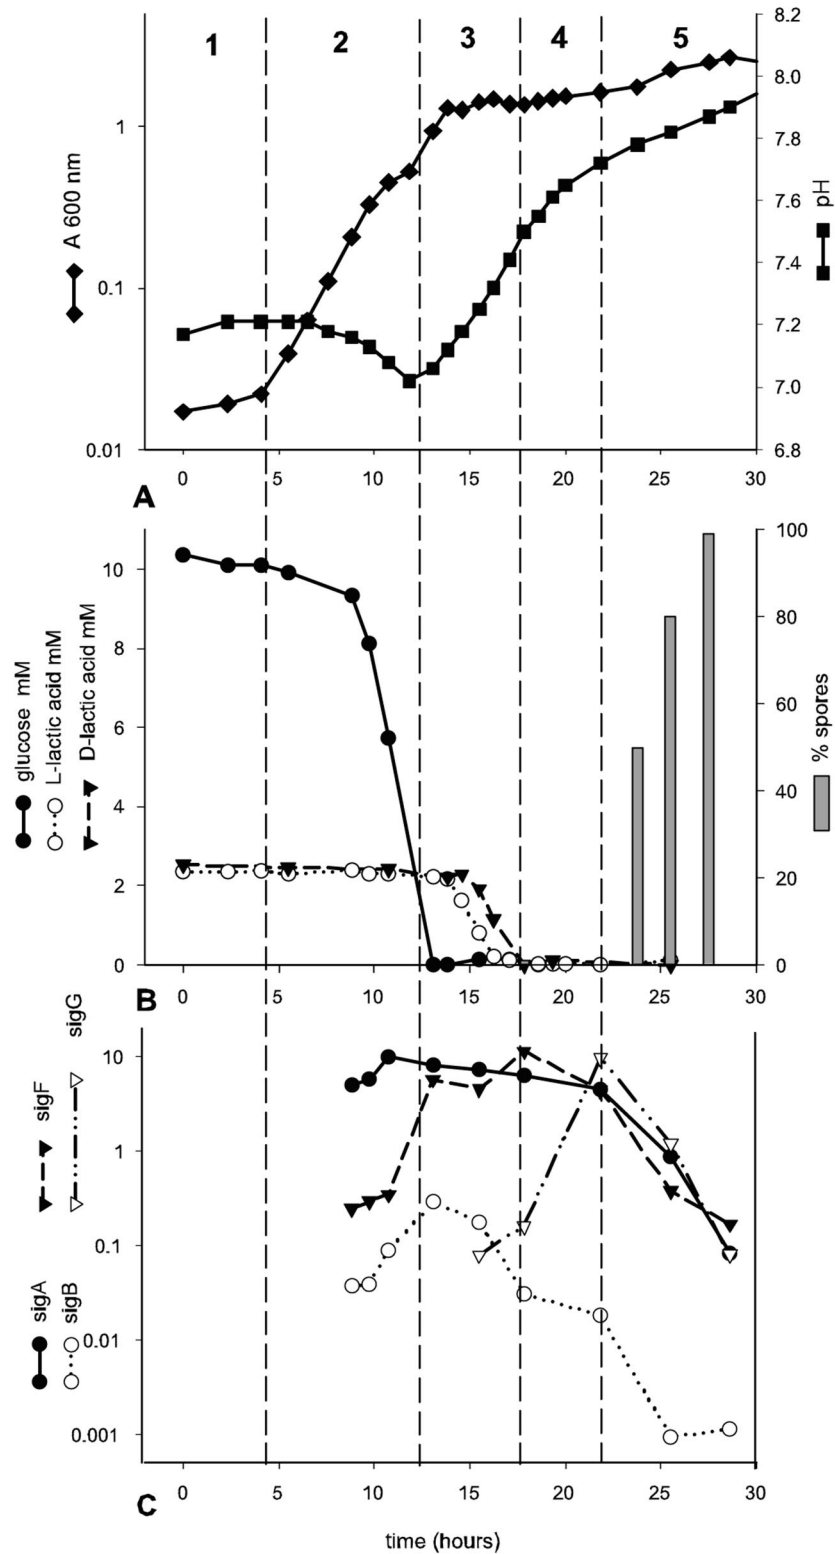 1 2 3 4 5
A 600 nm
1
0.1
0.01
8.2
8.0
7.8
7.6
7.4
7.2
7.0
6.8
pH
0 5 10 15 20 25 30
A
glucose mM
L-lactic acid mM
D-lactic acid mM
10
8
6
4
2
0
100
80
60
40
20
0
% spores
0 5 10 15 20 25 30
B
sigF
sigG
sigA
sigB
10
1
0.1
0.01
0.001
0 5 10 15 20 25 30
C
time (hours)